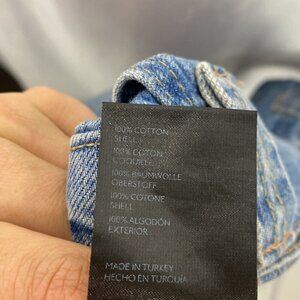 100% COTTON
SHELL
100% COTON
COQUILLE
100% BAUMWOLLE
OBERSTOFF
100% COTONE
SHELL
100% ALGODÓN
EXTERIOR
MADE IN TURKEY
HECHO EN TURQUÍA